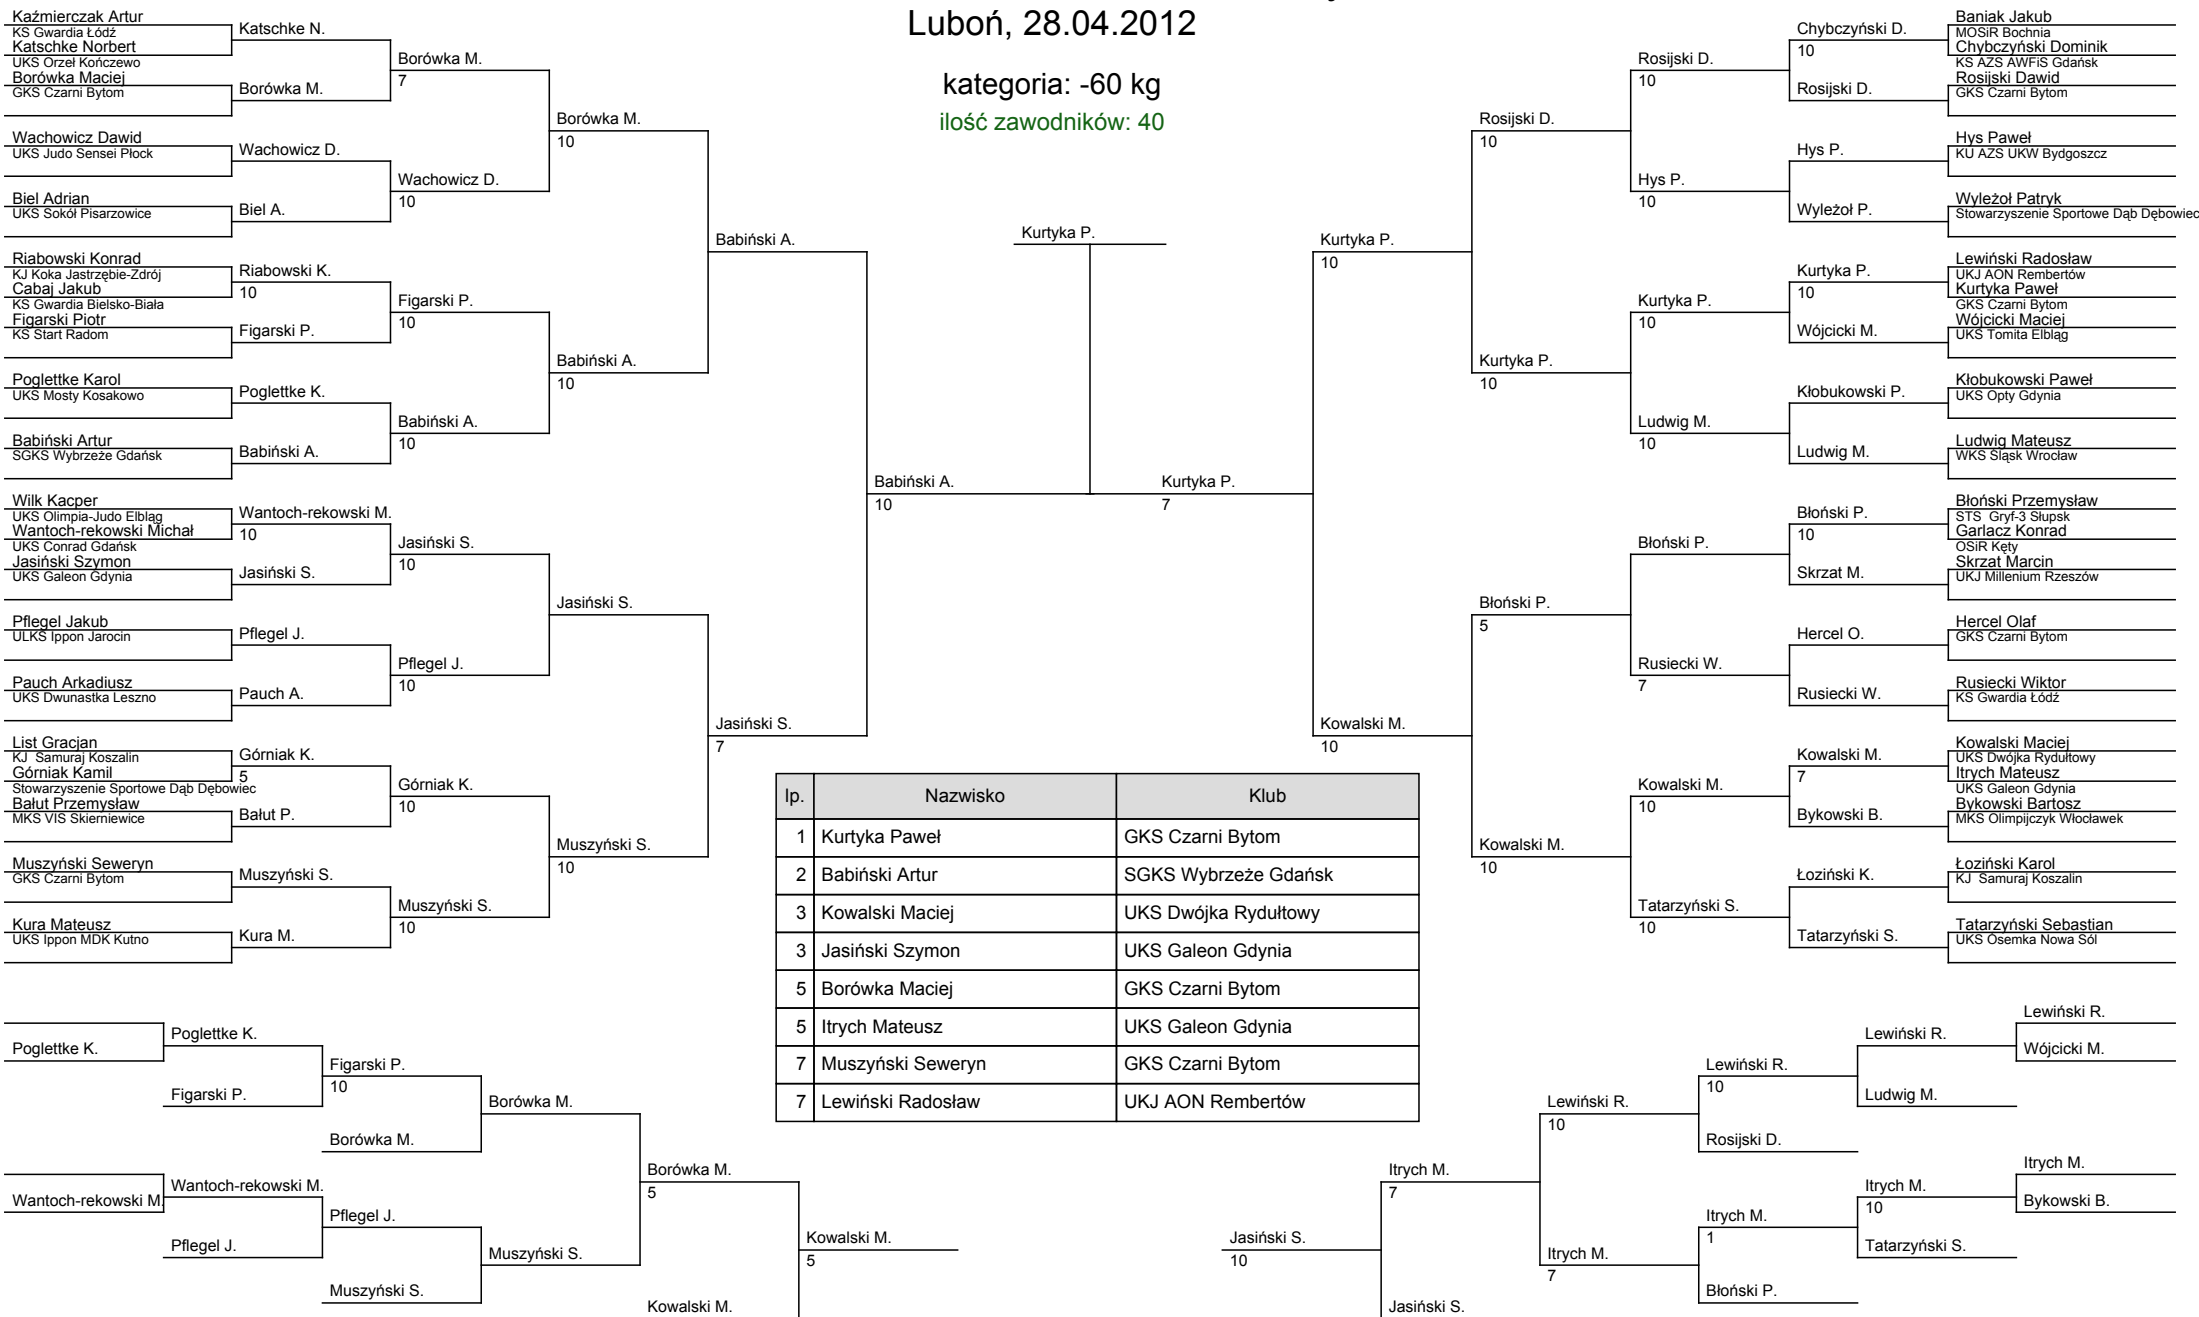 Luboń, 28.04.2012
kategoria: -60 kg
ilość zawodników: 40
Kaźmierczak Artur
KS Gwardia Łódź
Katschke Norbert
UKS Orzeł Kończewo
Borówka Maciej
GKS Czarni Bytom
Wachowicz Dawid
UKS Judo Sensei Płock
Biel Adrian
UKS Sokół Pisarzowice
Riabowski Konrad
KJ Koka Jastrzębie-Zdrój
Cabaj Jakub
KS Gwardia Bielsko-Biała
Figarski Piotr
KS Start Radom
Poglettke Karol
UKS Mosty Kosakowo
Babiński Artur
SGKS Wybrzeże Gdańsk
Wilk Kacper
UKS Olimpia-Judo Elbląg
Wantoch-rekowski Michał
UKS Conrad Gdańsk
Jasiński Szymon
UKS Galeon Gdynia
Pflegel Jakub
ULKS Ippon Jarocin
Pauch Arkadiusz
UKS Dwunastka Leszno
List Gracjan
KJ  Samuraj Koszalin
Górniak Kamil
Stowarzyszenie Sportowe Dąb Dębowiec
Bałut Przemysław
MKS VIS Skierniewice
Muszyński Seweryn
GKS Czarni Bytom
Kura Mateusz
UKS Ippon MDK Kutno
Katschke N.
Borówka M.
Wachowicz D.
Biel A.
Riabowski K.
10
Figarski P.
Poglettke K.
Babiński A.
Wantoch-rekowski M.
10
Jasiński S.
Pflegel J.
Pauch A.
Górniak K.
5
Bałut P.
Muszyński S.
Kura M.
Borówka M.
7
Wachowicz D.
10
Figarski P.
10
Babiński A.
10
Jasiński S.
10
Pflegel J.
10
Górniak K.
10
Muszyński S.
10
Borówka M.
10
Babiński A.
10
Jasiński S.
Muszyński S.
10
Babiński A.
Jasiński S.
7
Babiński A.
10
Kurtyka P.
Kurtyka P.
7
Kurtyka P.
10
Kowalski M.
10
Rosijski D.
10
Kurtyka P.
10
Błoński P.
5
Kowalski M.
10
Rosijski D.
10
Hys P.
10
Kurtyka P.
10
Ludwig M.
10
Błoński P.
Rusiecki W.
7
Kowalski M.
10
Tatarzyński S.
10
Chybczyński D.
10
Rosijski D.
Hys P.
Wyleżoł P.
Kurtyka P.
10
Wójcicki M.
Kłobukowski P.
Ludwig M.
Błoński P.
10
Skrzat M.
Hercel O.
Rusiecki W.
Kowalski M.
7
Bykowski B.
Łoziński K.
Tatarzyński S.
Baniak Jakub
MOSiR Bochnia
Chybczyński Dominik
KS AZS AWFiS Gdańsk
Rosijski Dawid
GKS Czarni Bytom
Hys Paweł
KU AZS UKW Bydgoszcz
Wyleżoł Patryk
Stowarzyszenie Sportowe Dąb Dębowiec
Lewiński Radosław
UKJ AON Rembertów
Kurtyka Paweł
GKS Czarni Bytom
Wójcicki Maciej
UKS Tomita Elbląg
Kłobukowski Paweł
UKS Opty Gdynia
Ludwig Mateusz
WKS Śląsk Wrocław
Błoński Przemysław
STS  Gryf-3 Słupsk
Garlacz Konrad
OSiR Kęty
Skrzat Marcin
UKJ Millenium Rzeszów
Hercel Olaf
GKS Czarni Bytom
Rusiecki Wiktor
KS Gwardia Łódź
Kowalski Maciej
UKS Dwójka Rydułtowy
Itrych Mateusz
UKS Galeon Gdynia
Bykowski Bartosz
MKS Olimpijczyk Włocławek
Łoziński Karol
KJ  Samuraj Koszalin
Tatarzyński Sebastian
UKS Ósemka Nowa Sól
lp. Nazwisko Klub
1 Kurtyka Paweł GKS Czarni Bytom
2 Babiński Artur SGKS Wybrzeże Gdańsk
3 Kowalski Maciej UKS Dwójka Rydułtowy
3 Jasiński Szymon UKS Galeon Gdynia
5 Borówka Maciej GKS Czarni Bytom
5 Itrych Mateusz UKS Galeon Gdynia
7 Muszyński Seweryn GKS Czarni Bytom
7 Lewiński Radosław UKJ AON Rembertów
Poglettke K.
Wantoch-rekowski M.
Poglettke K.
Figarski P.
Wantoch-rekowski M.
Pflegel J.
Figarski P.
10
Borówka M.
Pflegel J.
Muszyński S.
Borówka M.
Muszyński S.
Borówka M.
5
Kowalski M.
Kowalski M.
5
Jasiński S.
10
Itrych M.
7
Jasiński S.
Lewiński R.
10
Itrych M.
7
Lewiński R.
10
Rosijski D.
Itrych M.
1
Błoński P.
Lewiński R.
Ludwig M.
Itrych M.
10
Tatarzyński S.
Lewiński R.
Wójcicki M.
Itrych M.
Bykowski B.